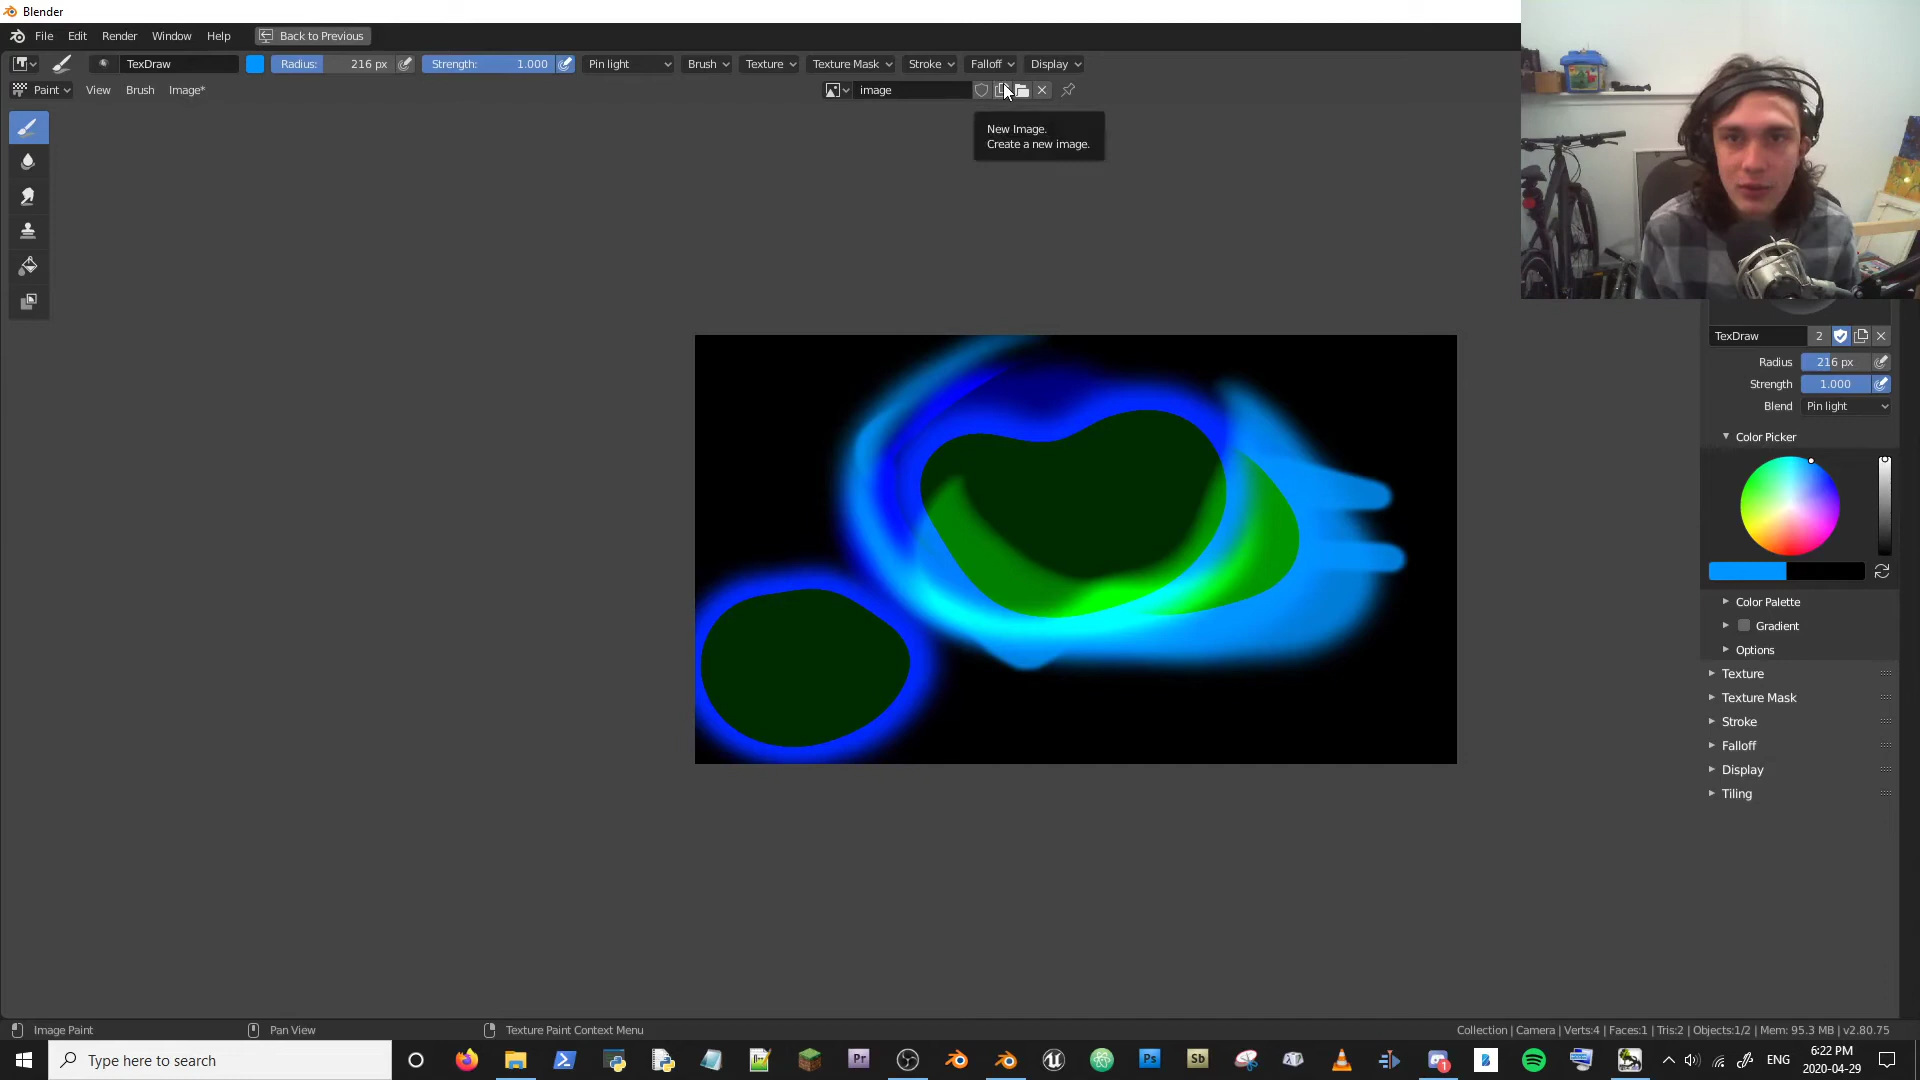 Blender
File Edit Render Window Help Back to Previous
TexDraw Radius: 216 px Strength: 1.000 Pin light Brush Texture Texture Mask Stroke Falloff Display
Paint View Brush Image* image
New Image.
Create a new image.
TexDraw 2
Radius 216 px
Strength 1.000
Blend Pin light
Color Picker
Color Palette
Gradient
Options
Texture
Texture Mask
Stroke
Falloff
Display
Tiling
Image Paint Pan View Texture Paint Context Menu Collection | Camera | Verts:4 | Faces:1 | Tris:2 | Objects:1/2 | Mem: 95.3 MB | v2.80.75
Type here to search Pr Ps Sb B 1 ENG 6:22 PM
2020-04-29